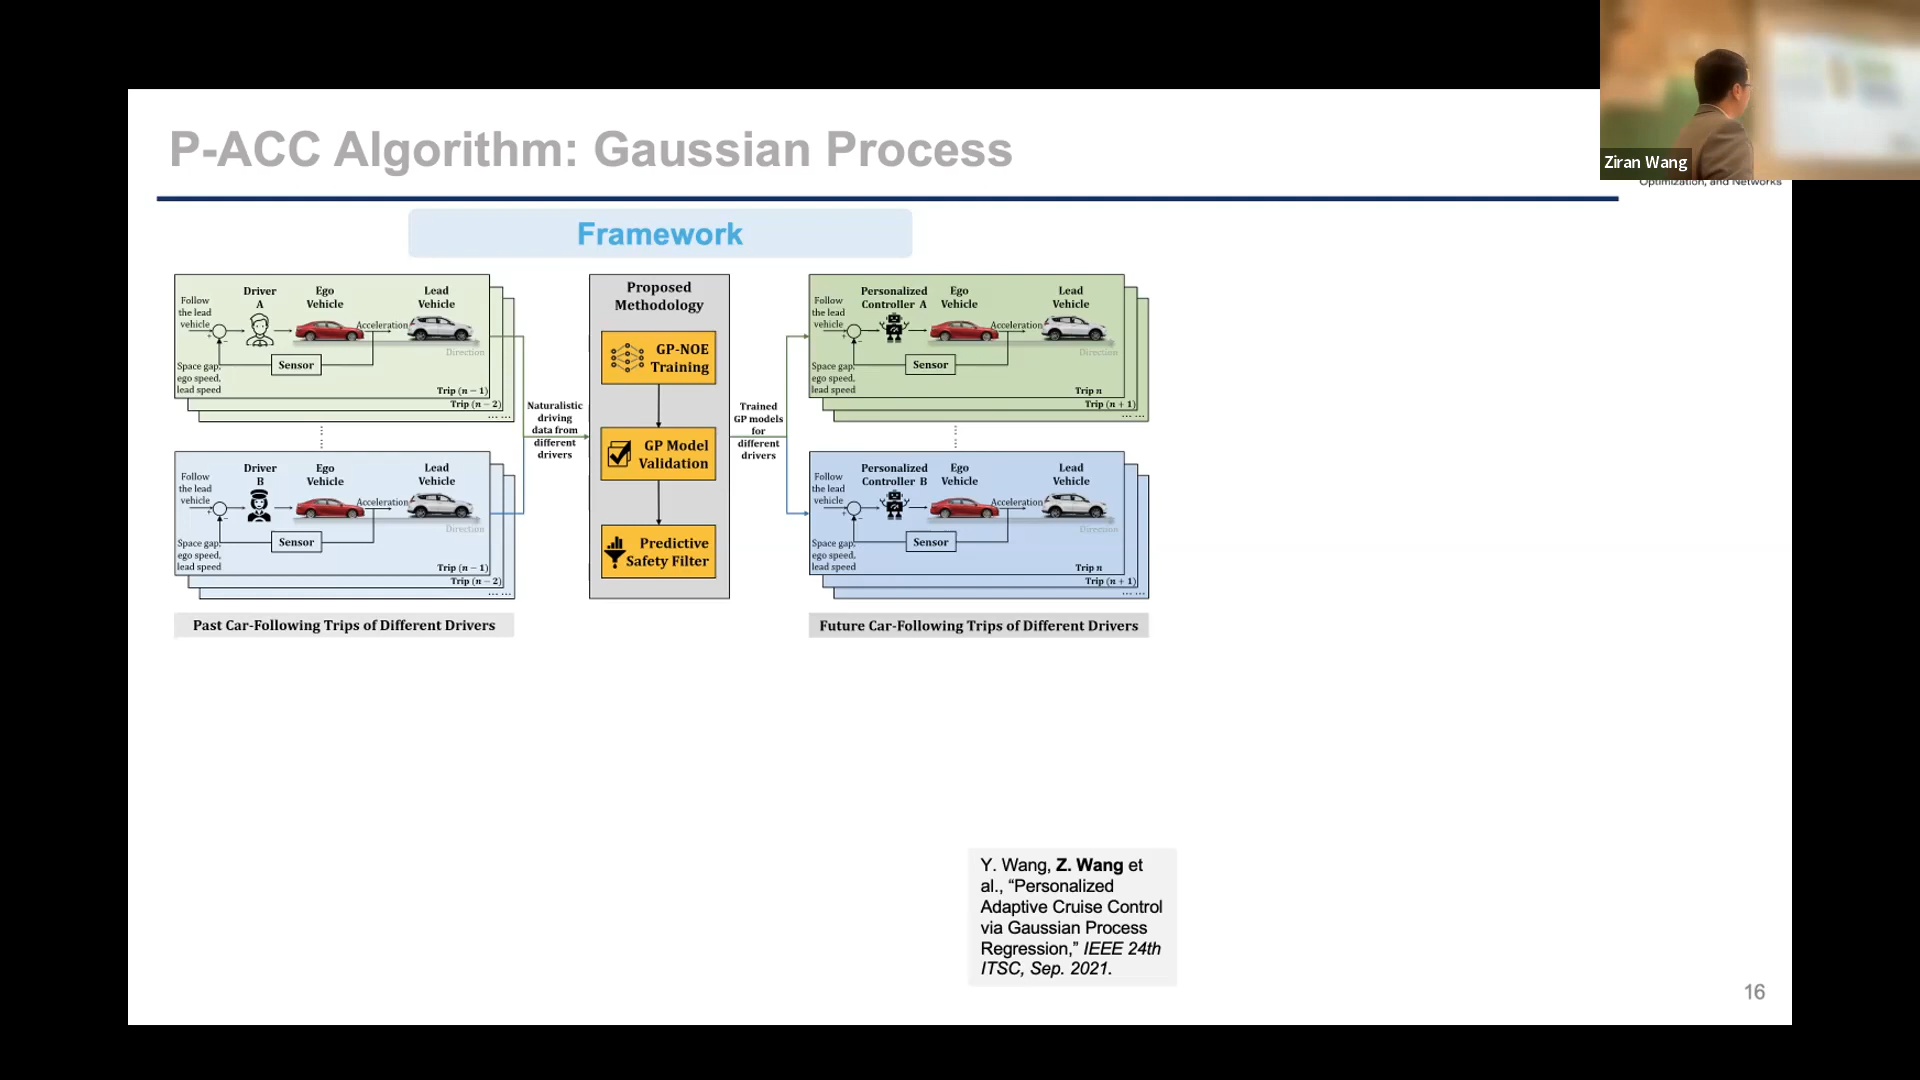 P-ACC Algorithm: Gaussian Process
Ziran Wang
Optimization, and Networks
Framework
Follow
the lead
vehicle
Driver
A
Ego
Vehicle
Lead
Vehicle
Acceleration
Direction
+
−
Sensor
Space gap,
ego speed,
lead speed
Trip (n − 1)
Trip (n − 2)
... ...
Follow
the lead
vehicle
Driver
B
Ego
Vehicle
Lead
Vehicle
Acceleration
Direction
+
−
Sensor
Space gap,
ego speed,
lead speed
Trip (n − 1)
Trip (n − 2)
... ...
Past Car-Following Trips of Different Drivers
Naturalistic
driving
data from
different
drivers
Proposed
Methodology
GP-NOE
Training
GP Model
Validation
Predictive
Safety Filter
Trained
GP models
for
different
drivers
Follow
the lead
vehicle
Personalized
Controller A
Ego
Vehicle
Lead
Vehicle
Acceleration
Direction
+
−
Sensor
Space gap,
ego speed,
lead speed
Trip n
Trip (n + 1)
... ...
Follow
the lead
vehicle
Personalized
Controller B
Ego
Vehicle
Lead
Vehicle
Acceleration
Direction
+
−
Sensor
Space gap,
ego speed,
lead speed
Trip n
Trip (n + 1)
... ...
Future Car-Following Trips of Different Drivers
Y. Wang, Z. Wang et
al., “Personalized
Adaptive Cruise Control
via Gaussian Process
Regression,” IEEE 24th
ITSC, Sep. 2021.
16